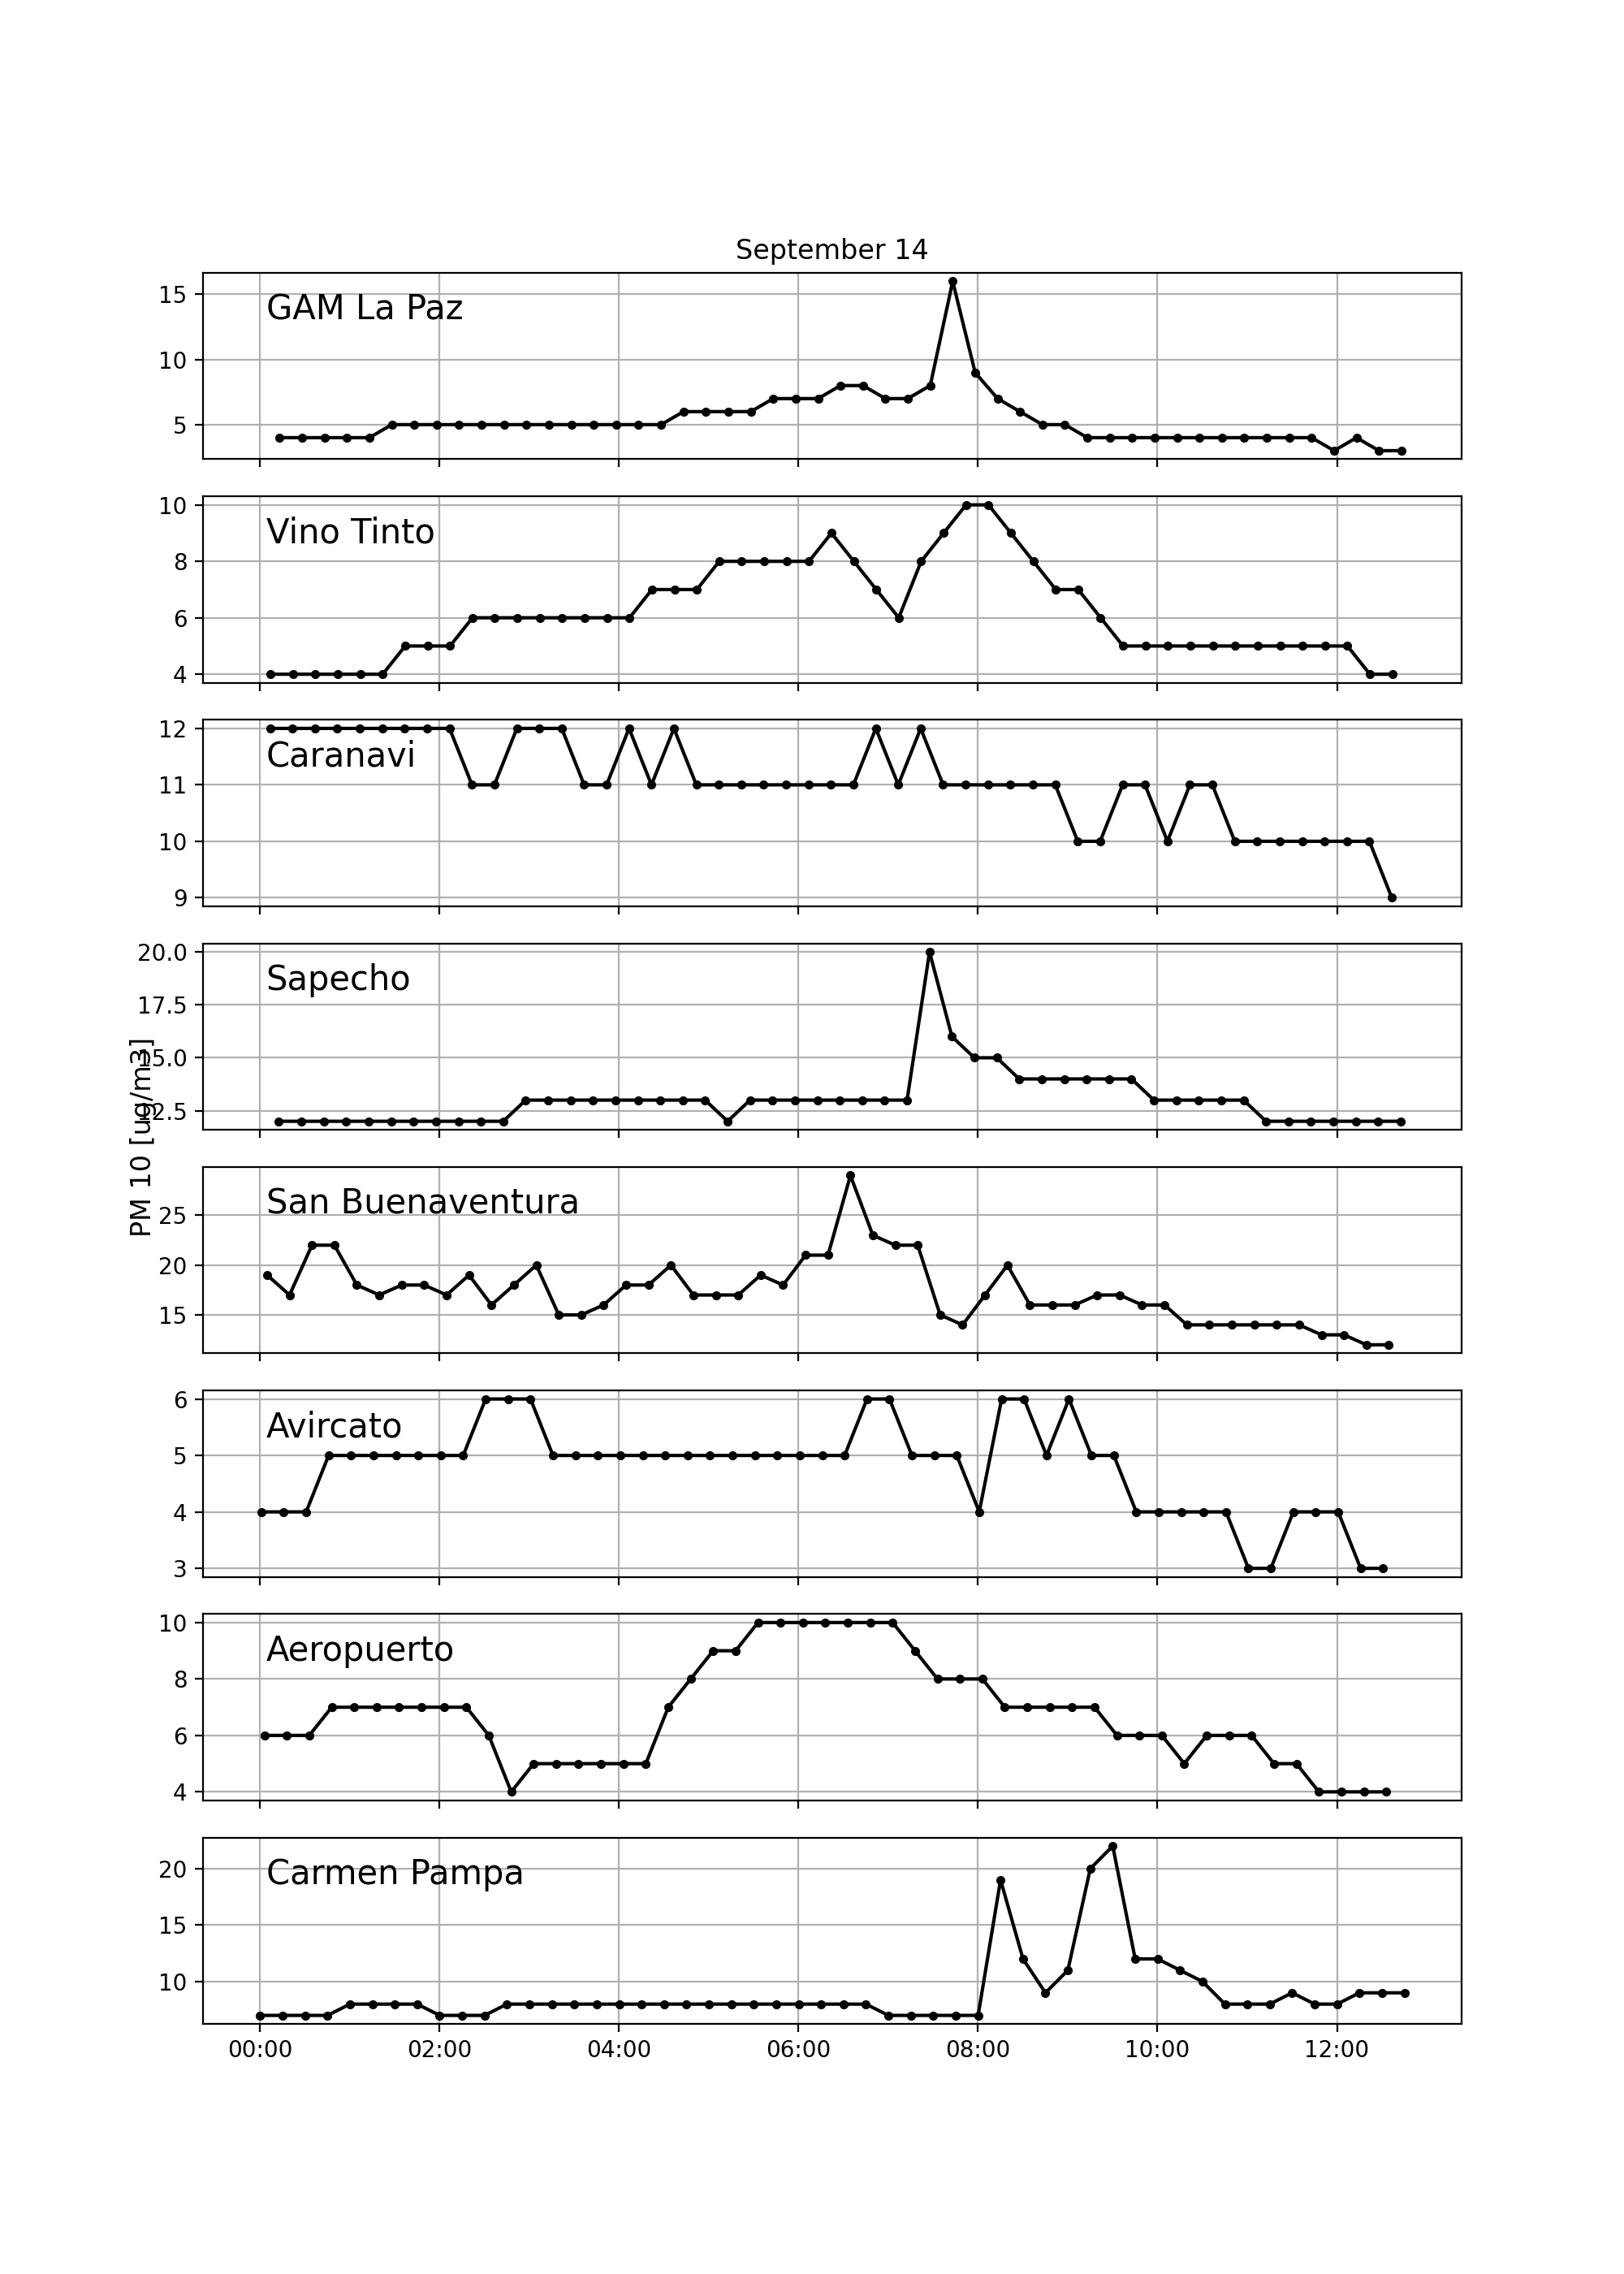 September 14
15
GAM La Paz
10
5
10
Vino Tinto
8
6
4
12
Caranavi
11
10
9
20.0
Sapecho
17.5
15.0
12.5
PM 10 [ug/m3]
San Buenaventura
25
20
15
6
Avircato
5
4
3
10
Aeropuerto
8
6
4
20
Carmen Pampa
15
10
00:00 02:00 04:00 06:00 08:00 10:00 12:00